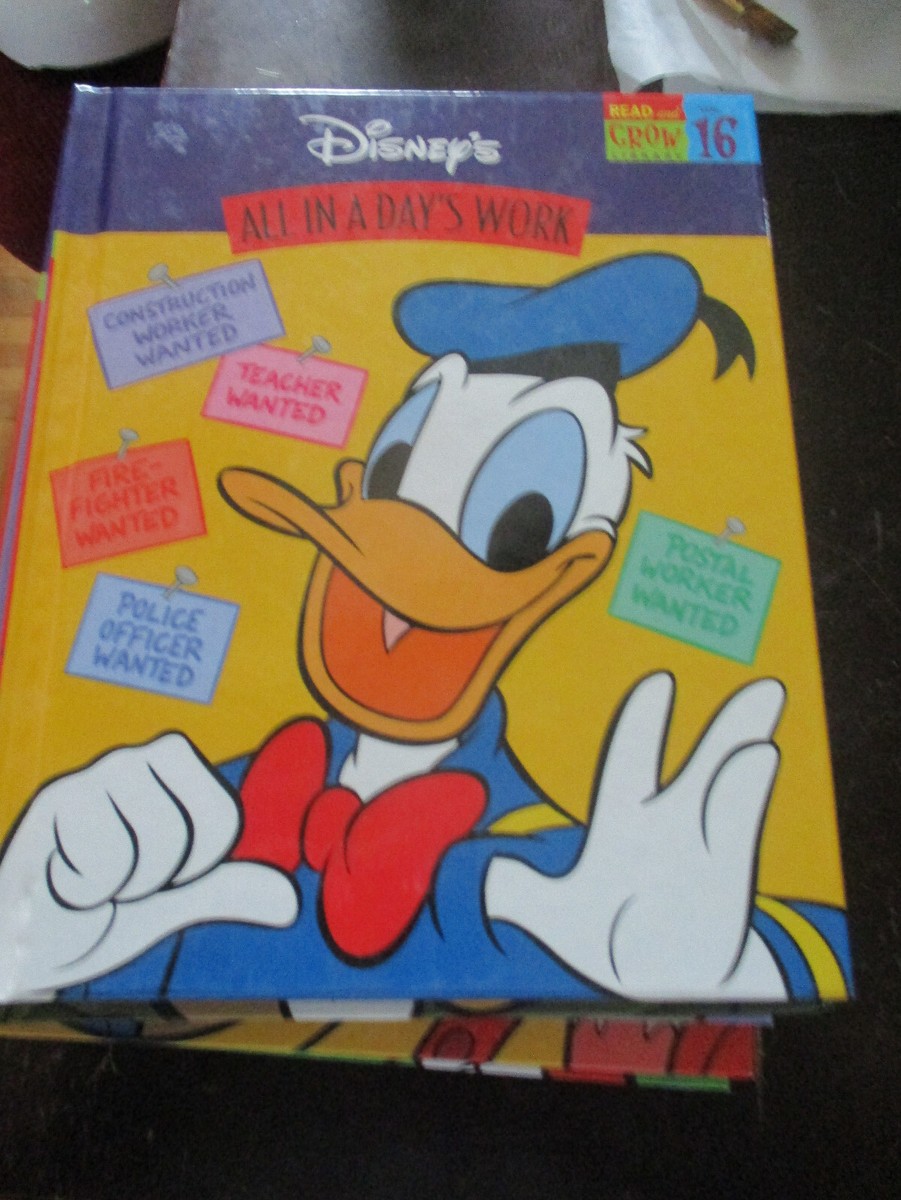 DISNEY'S
READ and
GROW
LIBRARY
16
ALL IN A DAY'S WORK
CONSTRUCTION
WORKER
WANTED
TEACHER
WANTED
FIRE-
FIGHTER
WANTED
POLICE
OFFICER
WANTED
POSTAL
WORKER
WANTED